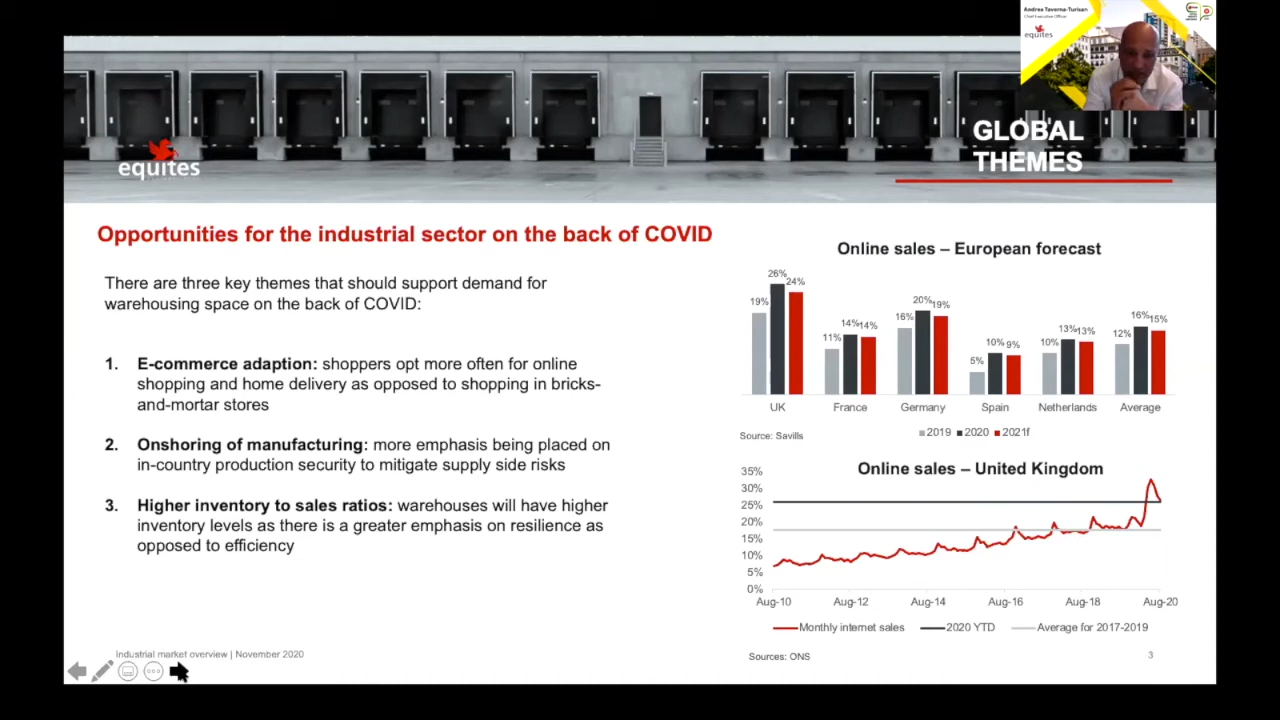 Andrea Taverna-Turisan
Chief Executive Officer
equites
equites
GLOBAL
THEMES
Opportunities for the industrial sector on the back of COVID
There are three key themes that should support demand for
warehousing space on the back of COVID:
1. E-commerce adaption: shoppers opt more often for online
shopping and home delivery as opposed to shopping in bricks-
and-mortar stores
2. Onshoring of manufacturing: more emphasis being placed on
in-country production security to mitigate supply side risks
3. Higher inventory to sales ratios: warehouses will have higher
inventory levels as there is a greater emphasis on resilience as
opposed to efficiency
Online sales – European forecast
19% 26% 24% 11% 14% 14% 16% 20% 19% 5% 10% 9% 10% 13% 13% 12% 16% 15%
UK France Germany Spain Netherlands Average
2019 2020 2021f
Source: Savills
Online sales – United Kingdom
35%
30%
25%
20%
15%
10%
5%
0%
Aug-10 Aug-12 Aug-14 Aug-16 Aug-18 Aug-20
Monthly internet sales 2020 YTD Average for 2017-2019
Sources: ONS
Industrial market overview | November 2020
3